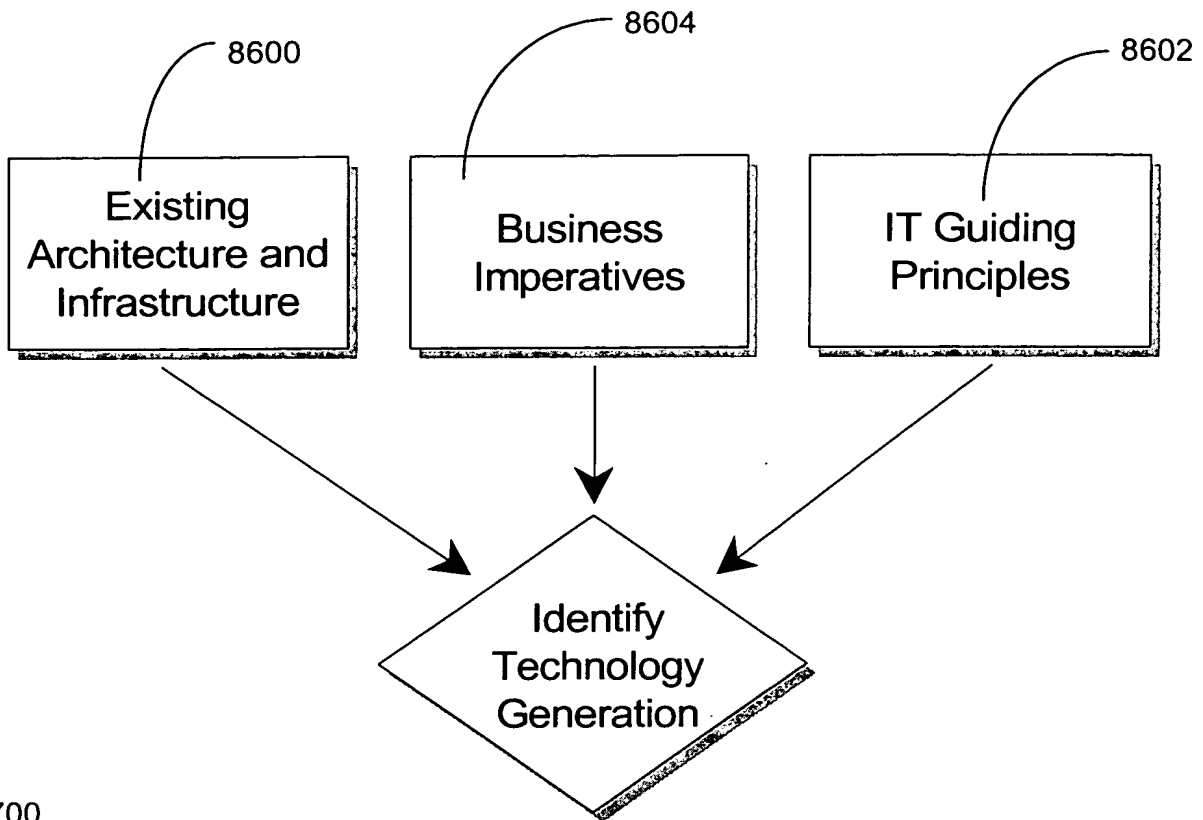 8600
8604
8602
Existing
Architecture and
Infrastructure
Business
Imperatives
IT Guiding
Principles
Identify
Technology
Generation